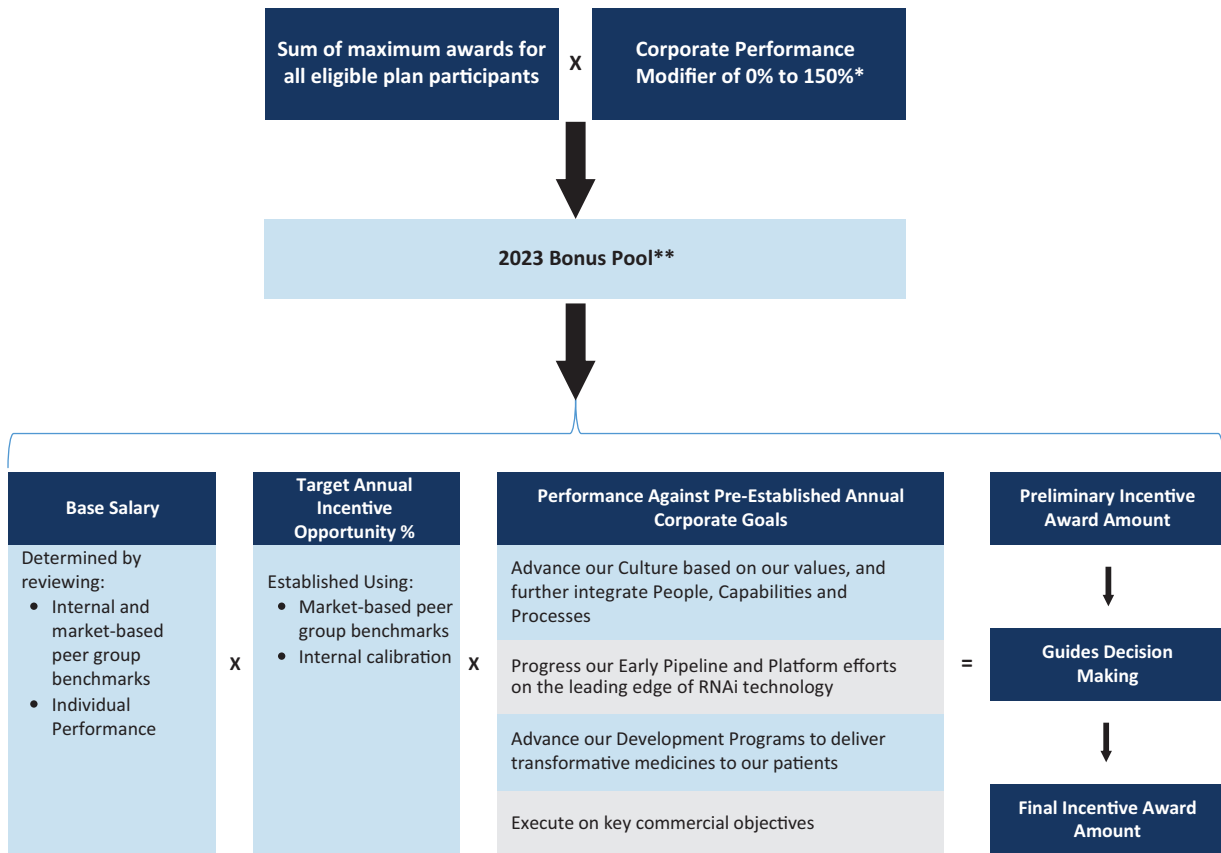 Sum of maximum awards for
all eligible plan participants
X
Corporate Performance
Modifier of 0% to 150%*
2023 Bonus Pool**
Base Salary
Determined by
reviewing:
• Internal and
market-based
peer group
benchmarks
• Individual
Performance
X
Target Annual
Incentive
Opportunity %
Established Using:
• Market-based peer
group benchmarks
• Internal calibration
X
Performance Against Pre-Established Annual
Corporate Goals
Advance our Culture based on our values, and
further integrate People, Capabilities and
Processes
Progress our Early Pipeline and Platform efforts
on the leading edge of RNAi technology
Advance our Development Programs to deliver
transformative medicines to our patients
Execute on key commercial objectives
=
Preliminary Incentive
Award Amount
Guides Decision
Making
Final Incentive Award
Amount